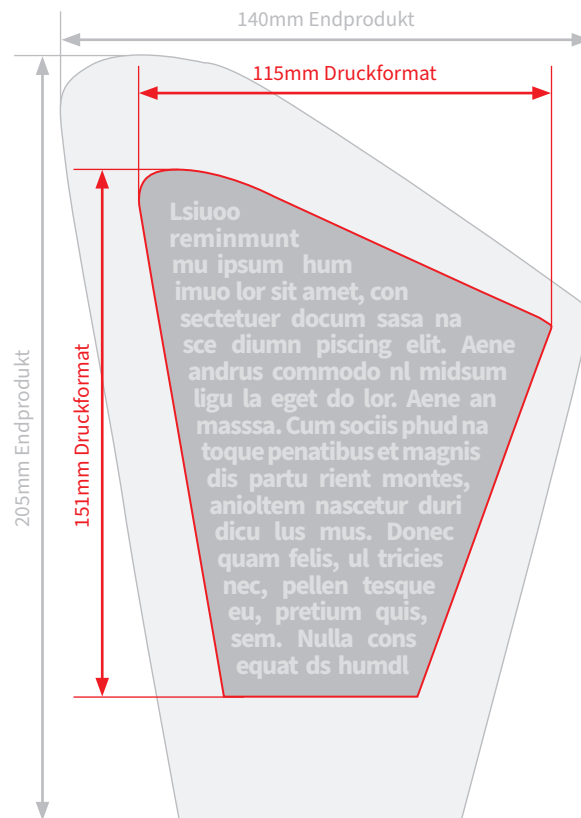 140mm Endprodukt
115mm Druckformat
205mm Endprodukt
151mm Druckformat
Lsiuoo
reminmunt
mu ipsum hum
imuo lor sit amet, con
sectetuer docum sasa na
sce diumn piscing elit. Aene
andrus commodo nl midsum
ligu la eget do lor. Aene an
masssa. Cum sociis phud na
toque penatibus et magnis
dis partu rient montes,
anioltem nascetur duri
dicu lus mus. Donec
quam felis, ul tricies
nec, pellen tesque
eu, pretium quis,
sem. Nulla cons
equat ds humdl